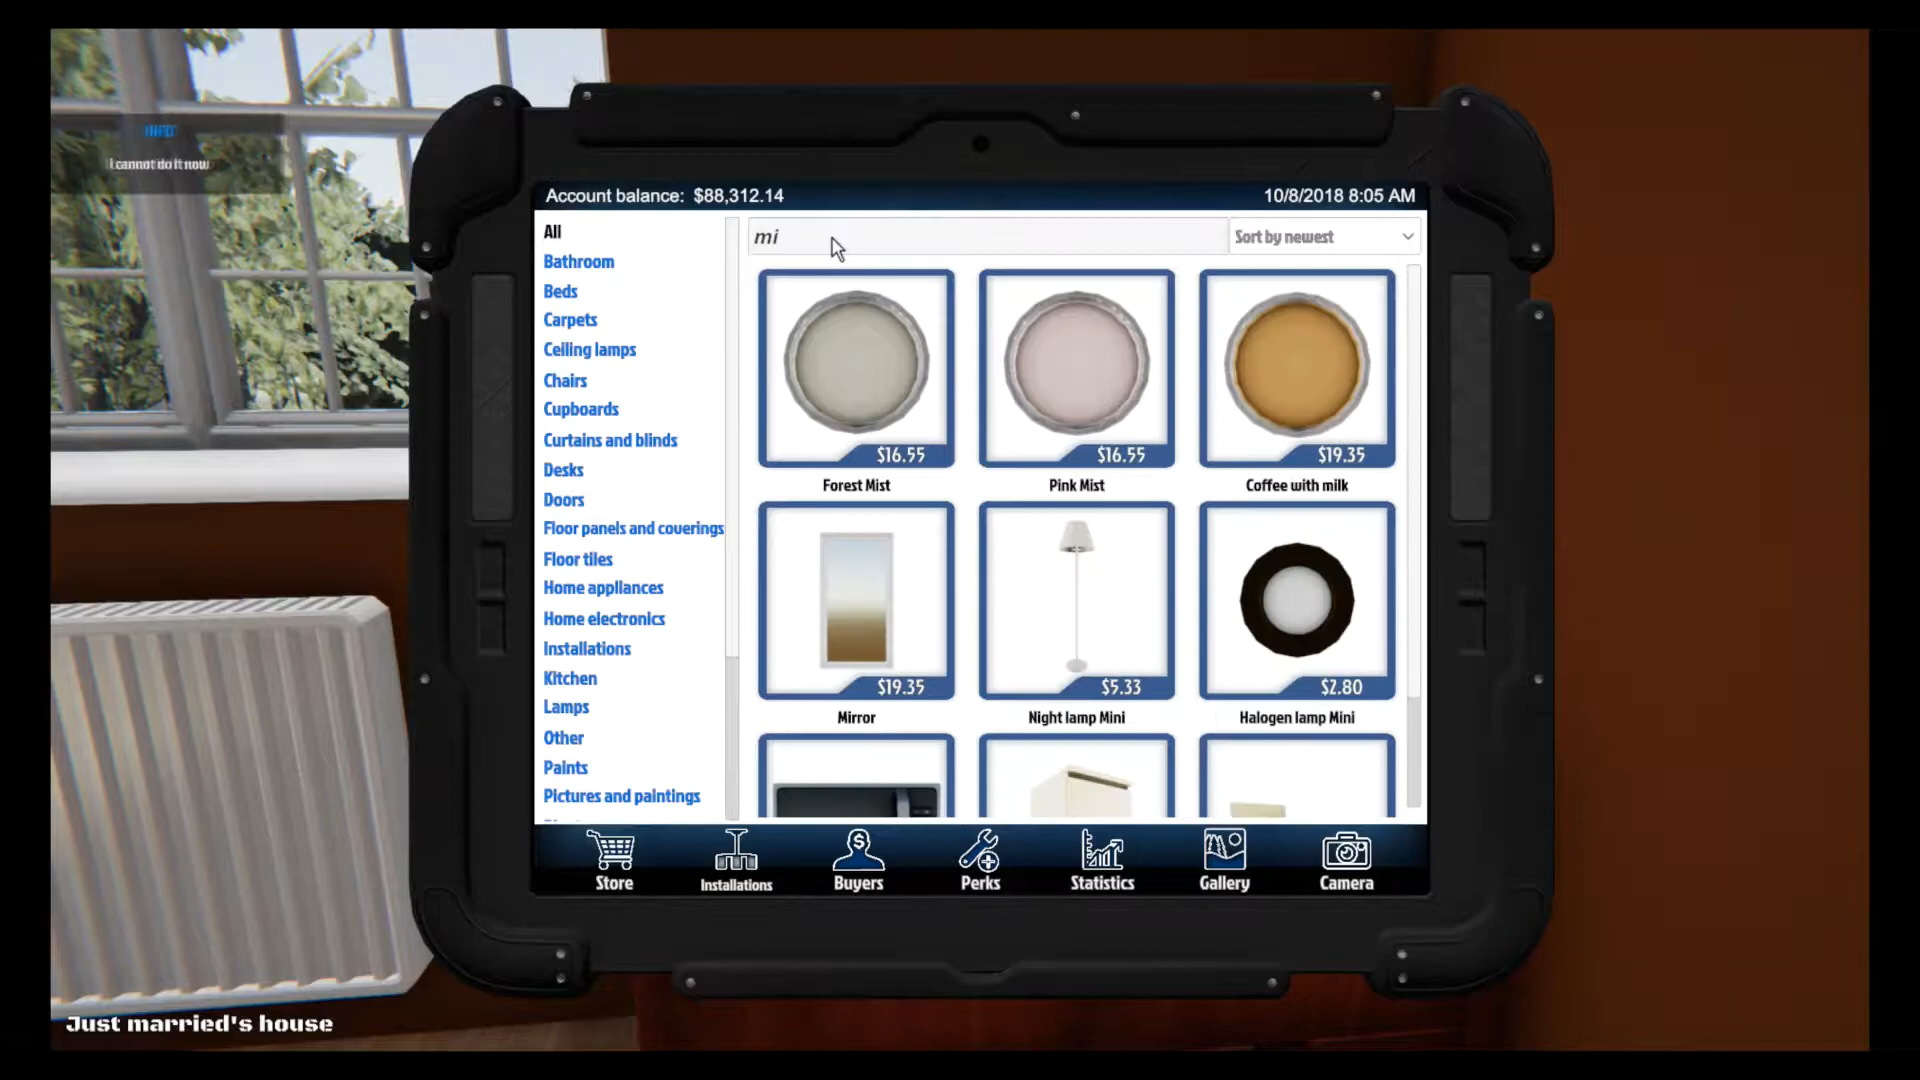 INFO
I cannot do it now
Account balance: $88,312.14
10/8/2018 8:05 AM
All
Bathroom
Beds
Carpets
Ceiling lamps
Chairs
Cupboards
Curtains and blinds
Desks
Doors
Floor panels and coverings
Floor tiles
Home appliances
Home electronics
Installations
Kitchen
Lamps
Other
Paints
Pictures and paintings
mi
Sort by newest
$16.55
$16.55
$19.35
Forest Mist
Pink Mist
Coffee with milk
$19.35
$5.33
$2.80
Mirror
Night lamp Mini
Halogen lamp Mini
Store
Installations
Buyers
Perks
Statistics
Gallery
Camera
Just married's house